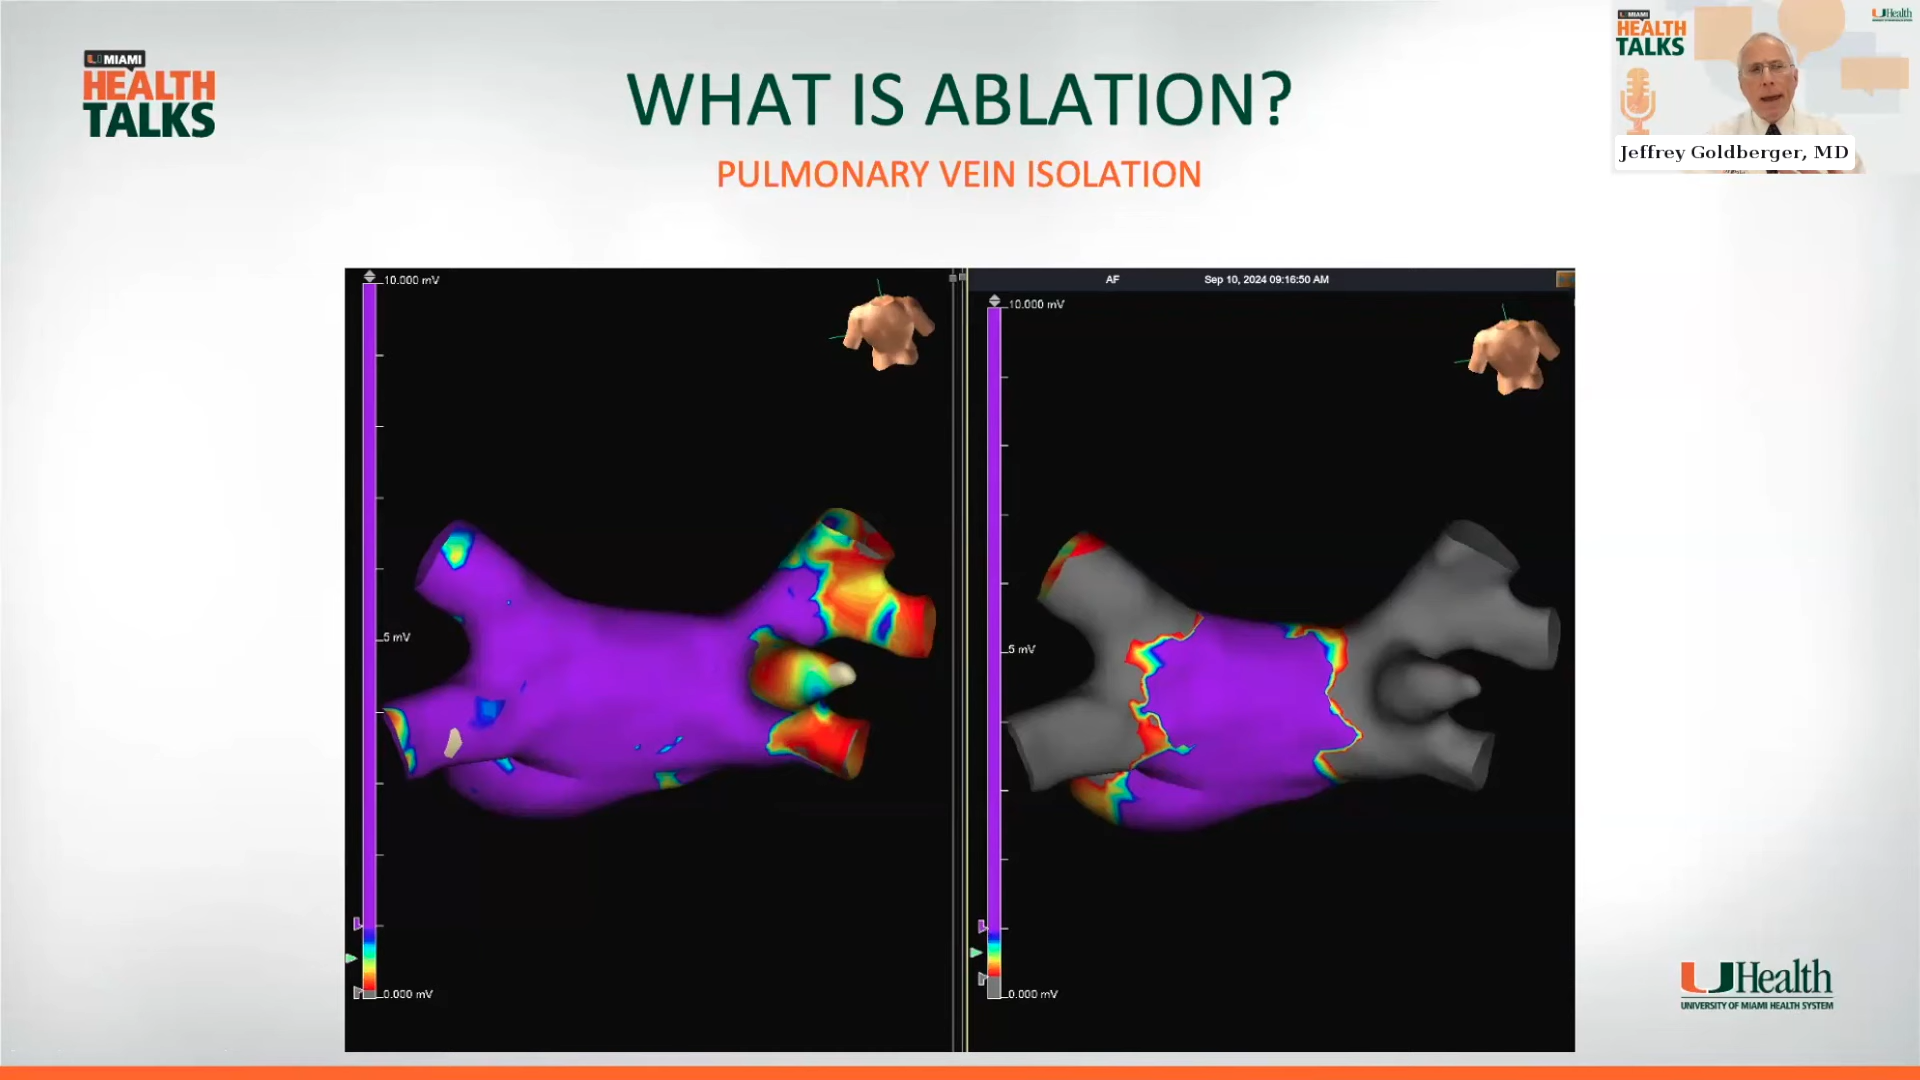 U MIAMI
HEALTH
TALKS
WHAT IS ABLATION?
PULMONARY VEIN ISOLATION
U MIAMI
HEALTH
TALKS
UHealth
Jeffrey Goldberger, MD
10.000 mV
5 mV
0.000 mV
AF
Sep 10, 2024 09:16:50 AM
10.000 mV
5 mV
0.000 mV
UHealth
UNIVERSITY OF MIAMI HEALTH SYSTEM